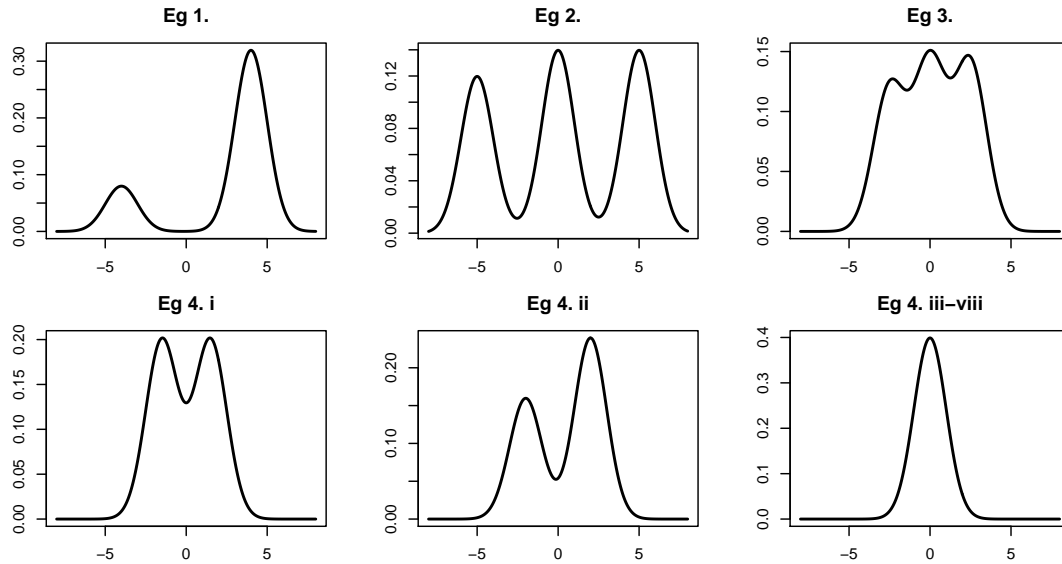 Eg 1.
0.00 0.10 0.20 0.30
−5 0 5
Eg 2.
0.00 0.04 0.08 0.12
−5 0 5
Eg 3.
0.00 0.05 0.10 0.15
−5 0 5
Eg 4. i
0.00 0.05 0.10 0.15 0.20
−5 0 5
Eg 4. ii
0.00 0.10 0.20
−5 0 5
Eg 4. iii−viii
0.0 0.1 0.2 0.3 0.4
−5 0 5